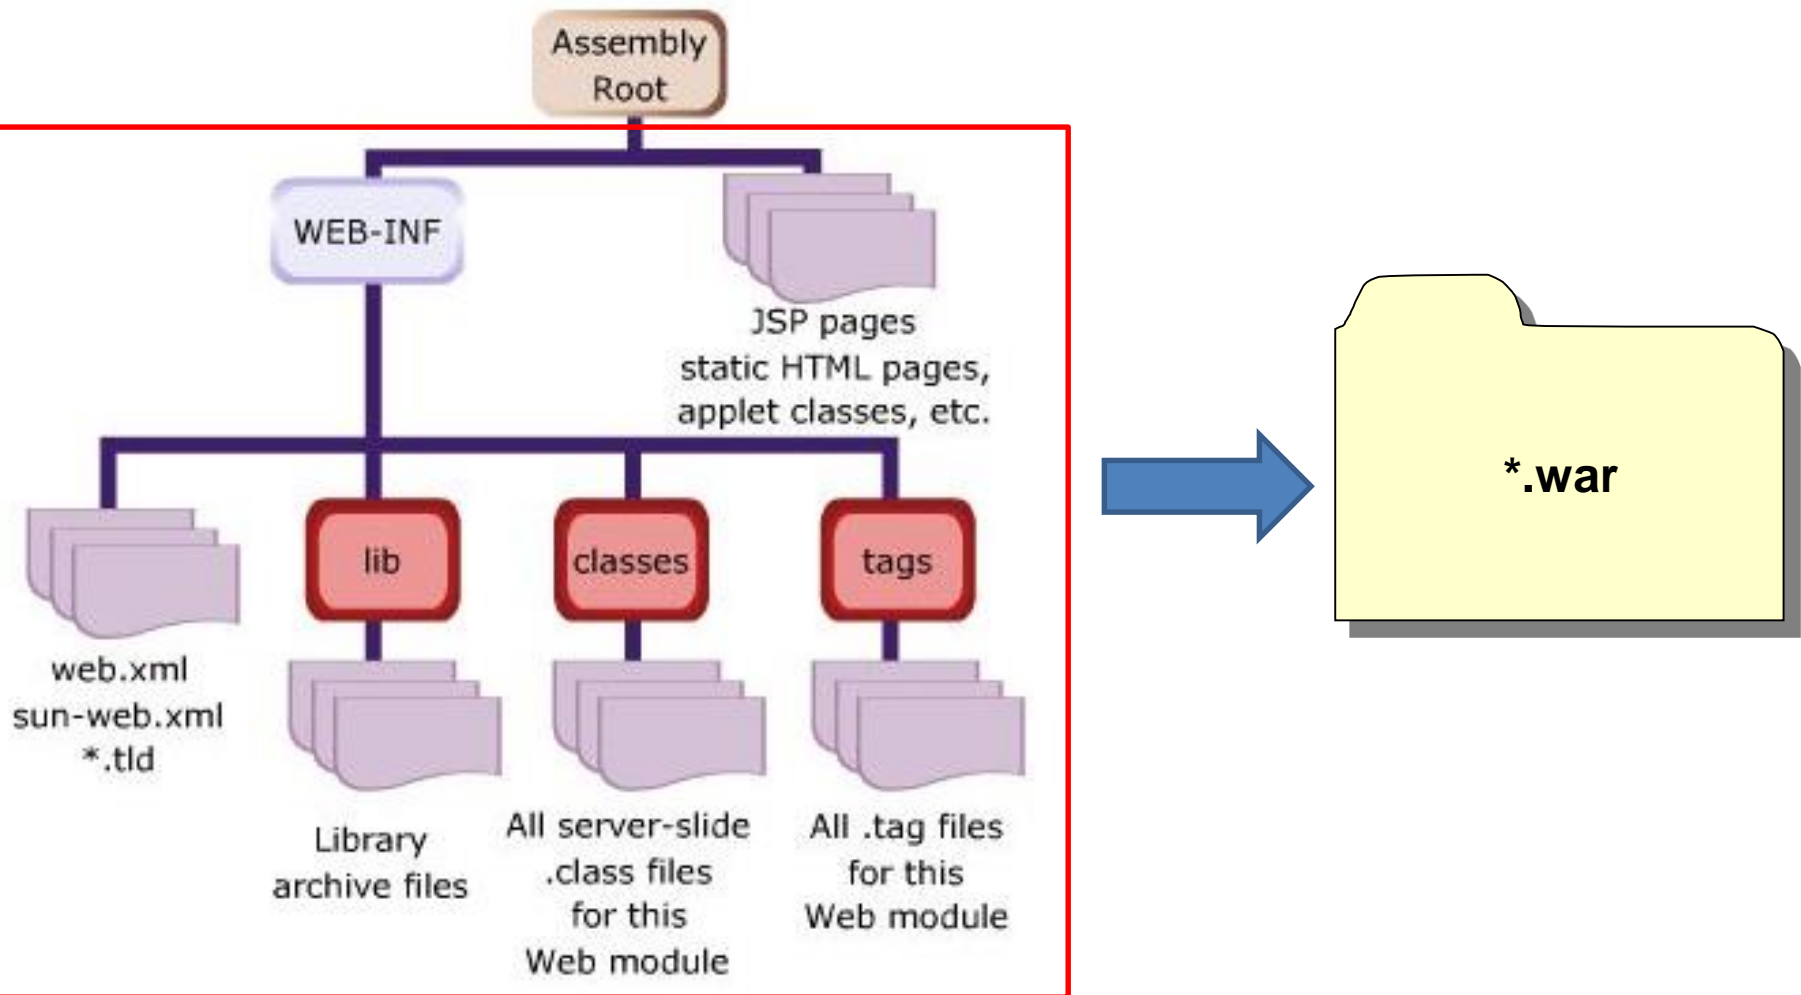 Assembly
Root
WEB-INF
JSP pages
static HTML pages,
applet classes, etc.
*.war
lib
classes
tags
web.xml
sun-web.xml
*.tld
Library
archive files
All server-slide
.class files
for this
Web module
All .tag files
for this
Web module